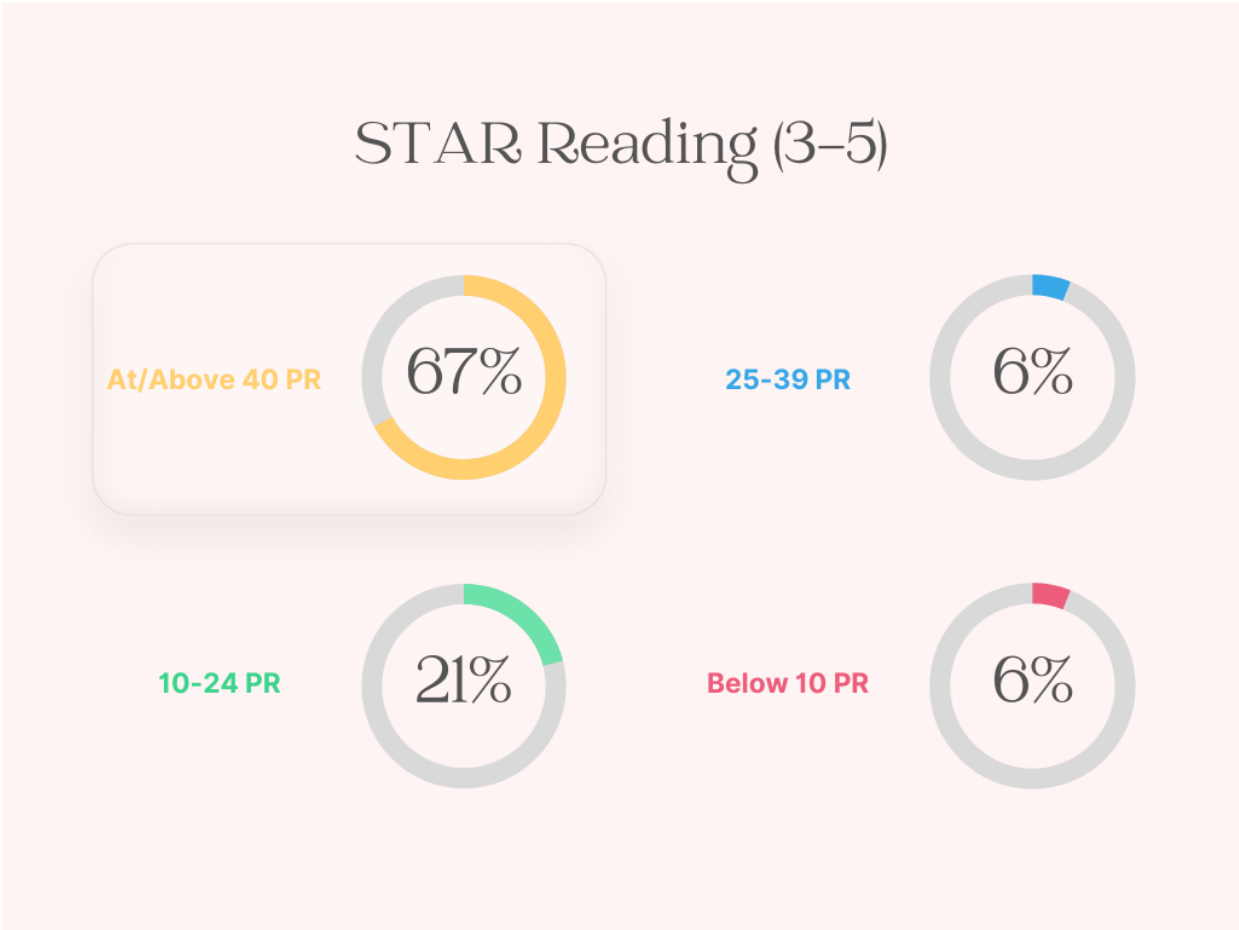 STAR Reading (3–5)
At/Above 40 PR
67%
25-39 PR
6%
10-24 PR
21%
Below 10 PR
6%